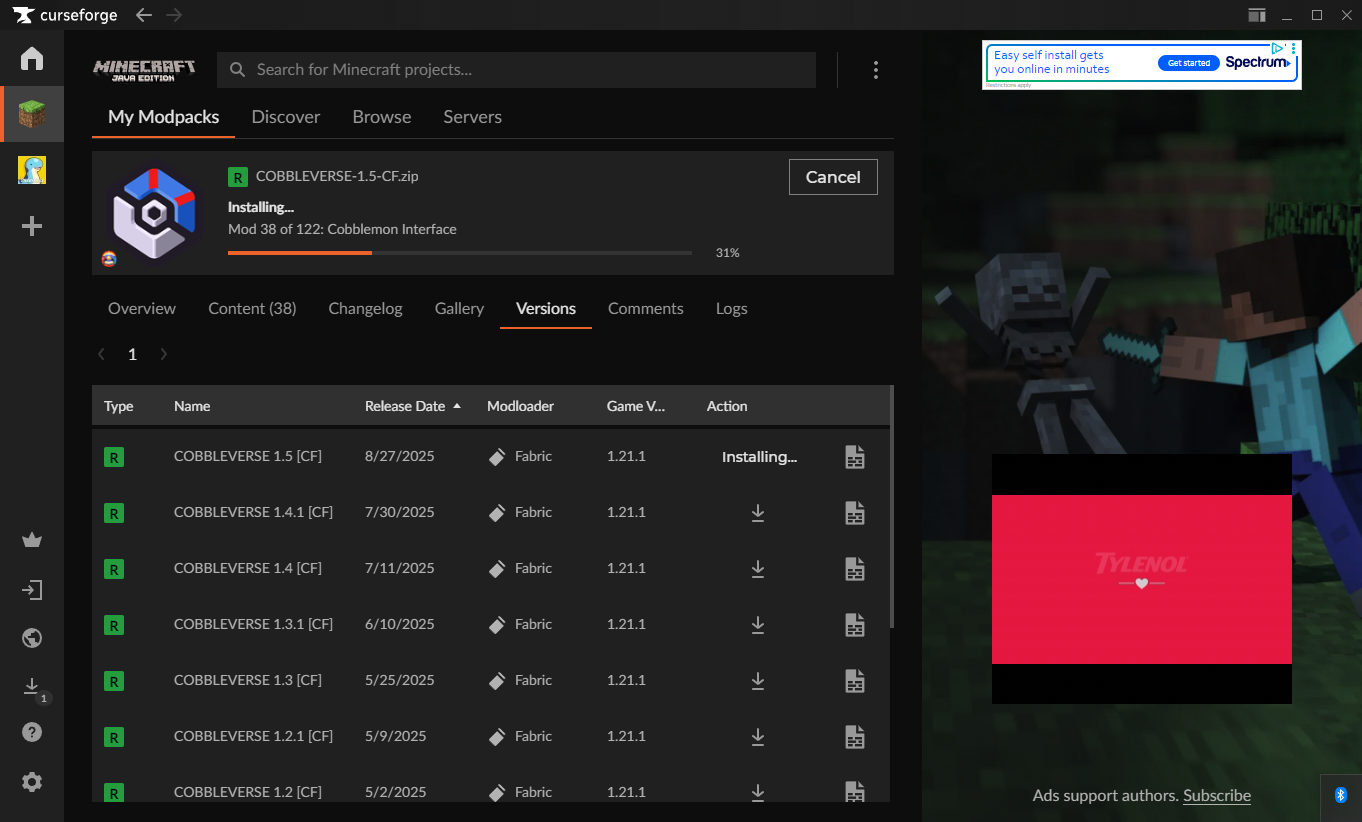 curseforge
MINECRAFT
JAVA EDITION
Search for Minecraft projects...
My Modpacks Discover Browse Servers
R COBBLEVERSE-1.5-CF.zip
Cancel
Installing...
Mod 38 of 122: Cobblemon Interface
31%
Overview Content (38) Changelog Gallery Versions Comments Logs
1
Type Name Release Date Modloader Game V... Action
R COBBLEVERSE 1.5 [CF] 8/27/2025 Fabric 1.21.1 Installing...
R COBBLEVERSE 1.4.1 [CF] 7/30/2025 Fabric 1.21.1
R COBBLEVERSE 1.4 [CF] 7/11/2025 Fabric 1.21.1
R COBBLEVERSE 1.3.1 [CF] 6/10/2025 Fabric 1.21.1
R COBBLEVERSE 1.3 [CF] 5/25/2025 Fabric 1.21.1
R COBBLEVERSE 1.2.1 [CF] 5/9/2025 Fabric 1.21.1
R COBBLEVERSE 1.2 [CF] 5/2/2025 Fabric 1.21.1
1
?
Easy self install gets
you online in minutes
Get started
Spectrum
Restrictions apply
TYLENOL
Ads support authors. Subscribe